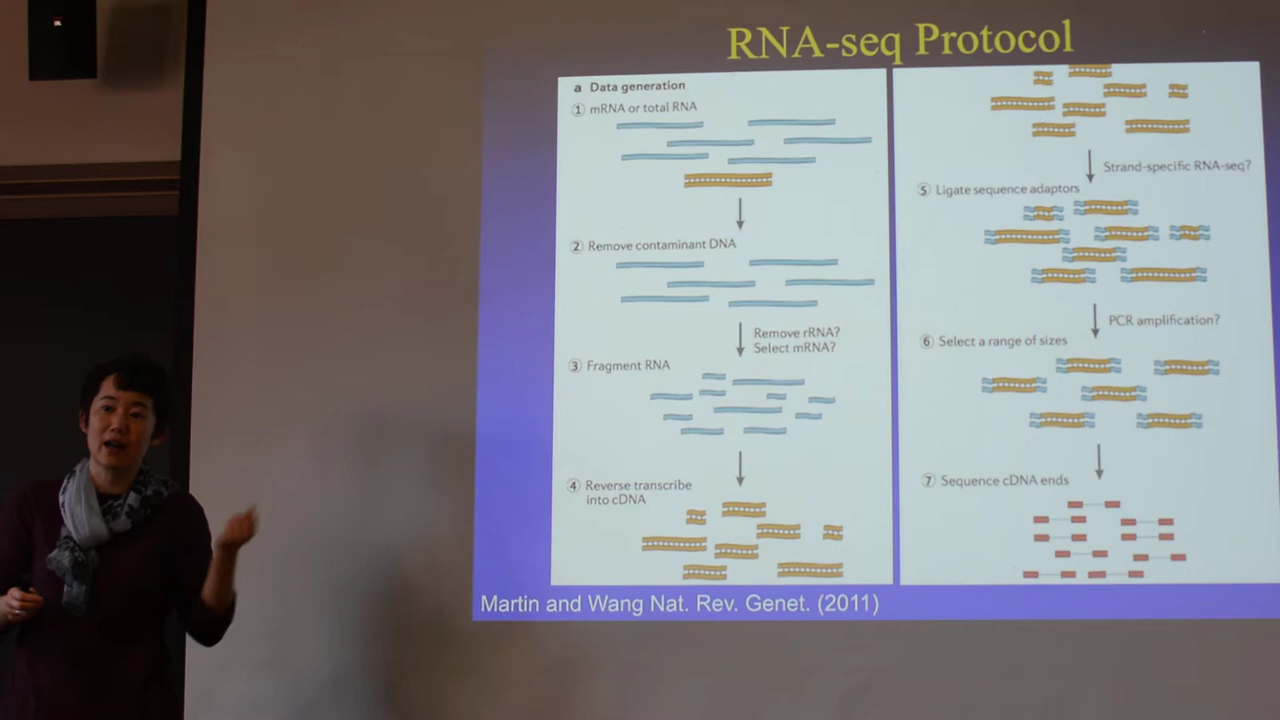 RNA-seq Protocol
a Data generation
① mRNA or total RNA
② Remove contaminant DNA
Remove rRNA?
Select mRNA?
③ Fragment RNA
④ Reverse transcribe
into cDNA
Strand-specific RNA-seq?
⑤ Ligate sequence adaptors
PCR amplification?
⑥ Select a range of sizes
⑦ Sequence cDNA ends
Martin and Wang Nat. Rev. Genet. (2011)